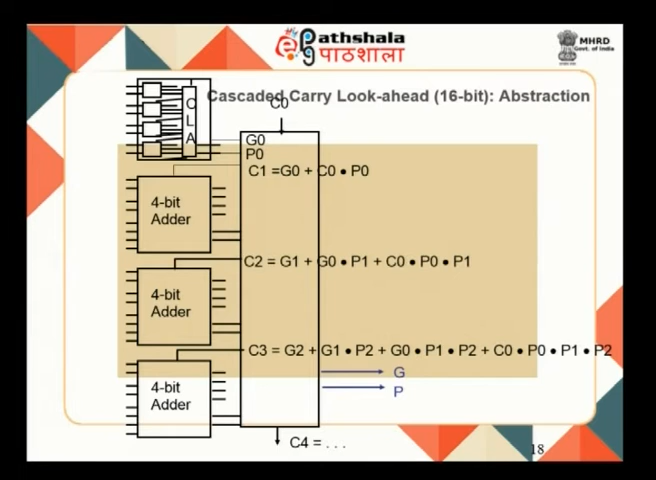 epgpathshala
पाठशाला
MHRD
Govt. of India
Cascaded Carry Look-ahead (16-bit): Abstraction
C0
C
L
A
G0
P0
C1 =G0 + C0 • P0
4-bit
Adder
C2 = G1 + G0 • P1 + C0 • P0 • P1
4-bit
Adder
C3 = G2 + G1 • P2 + G0 • P1 • P2 + C0 • P0 • P1 • P2
G
4-bit
Adder
P
C4 = . . .
18